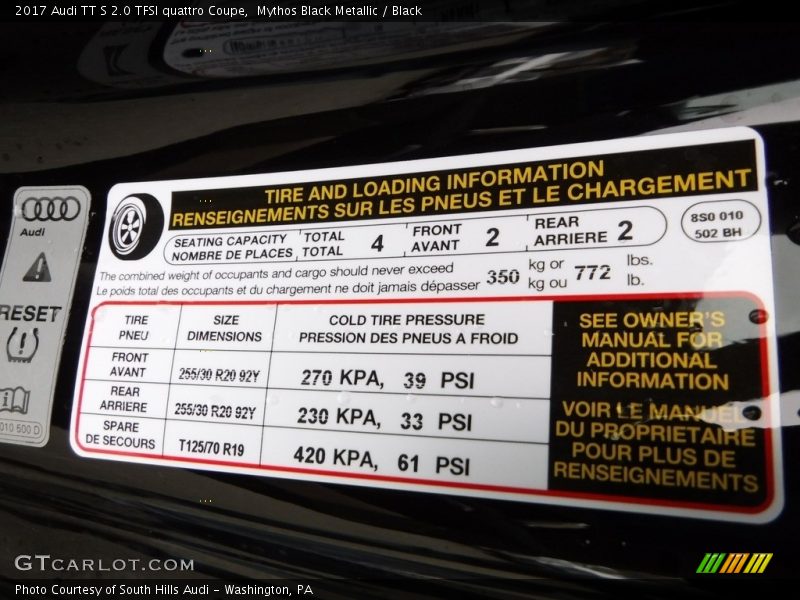 2017 Audi TT S 2.0 TFSI quattro Coupe, Mythos Black Metallic / Black
TIRE AND LOADING INFORMATION
RENSEIGNEMENTS SUR LES PNEUS ET LE CHARGEMENT
SEATING CAPACITY TOTAL 4 FRONT 2 REAR 2
NOMBRE DE PLACES TOTAL AVANT ARRIERE
8S0 010
502 BH
The combined weight of occupants and cargo should never exceed 350 kg or 772 lbs.
Le poids total des occupants et du chargement ne doit jamais dépasser kg ou lb.
TIRE
PNEU
SIZE
DIMENSIONS
COLD TIRE PRESSURE
PRESSION DES PNEUS A FROID
FRONT
AVANT
255/30 R20 92Y
270 KPA, 39 PSI
REAR
ARRIERE
255/30 R20 92Y
230 KPA, 33 PSI
SPARE
DE SECOURS
T125/70 R19
420 KPA, 61 PSI
SEE OWNER'S
MANUAL FOR
ADDITIONAL
INFORMATION
VOIR LE MANUEL
DU PROPRIETAIRE
POUR PLUS DE
RENSEIGNEMENTS
Audi
RESET
010 500 D
GTCARLOT.COM
Photo Courtesy of South Hills Audi - Washington, PA